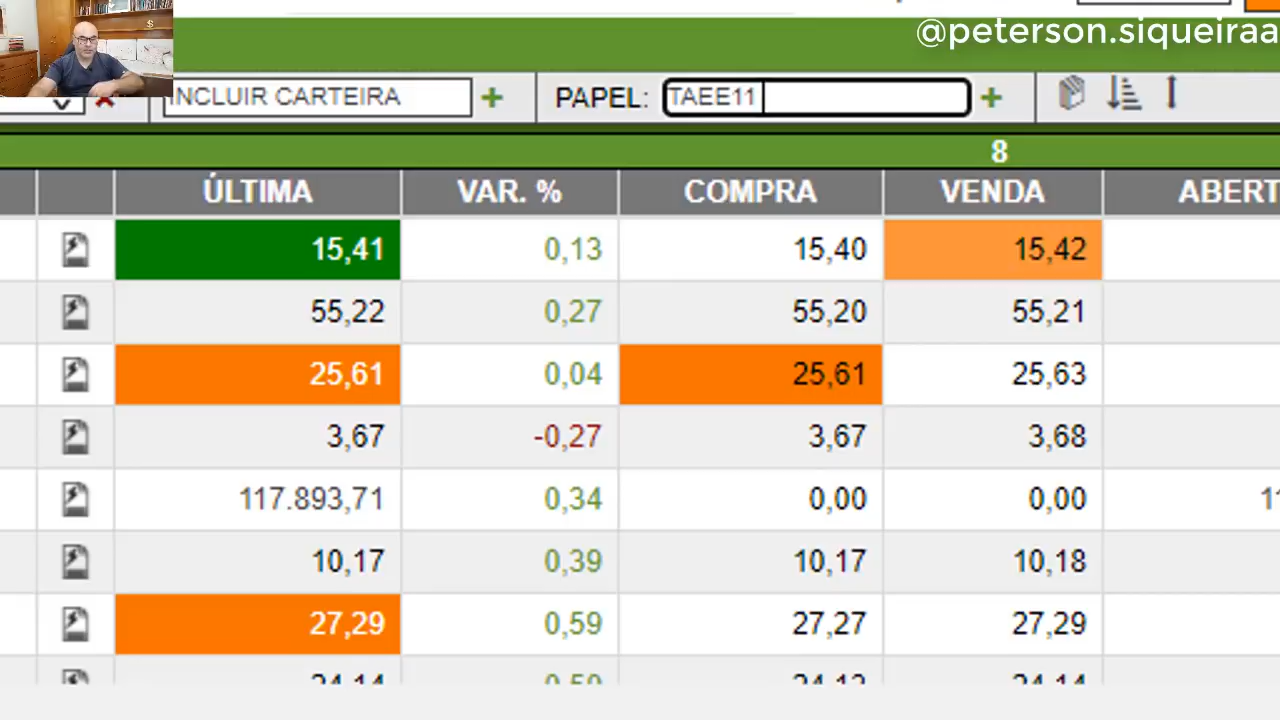 @peterson.siqueiraa
INCLUIR CARTEIRA + PAPEL: TAEE11 +
8
ÚLTIMA VAR. % COMPRA VENDA ABERT
15,41 0,13 15,40 15,42
55,22 0,27 55,20 55,21
25,61 0,04 25,61 25,63
3,67 -0,27 3,67 3,68
117.893,71 0,34 0,00 0,00
10,17 0,39 10,17 10,18
27,29 0,59 27,27 27,29